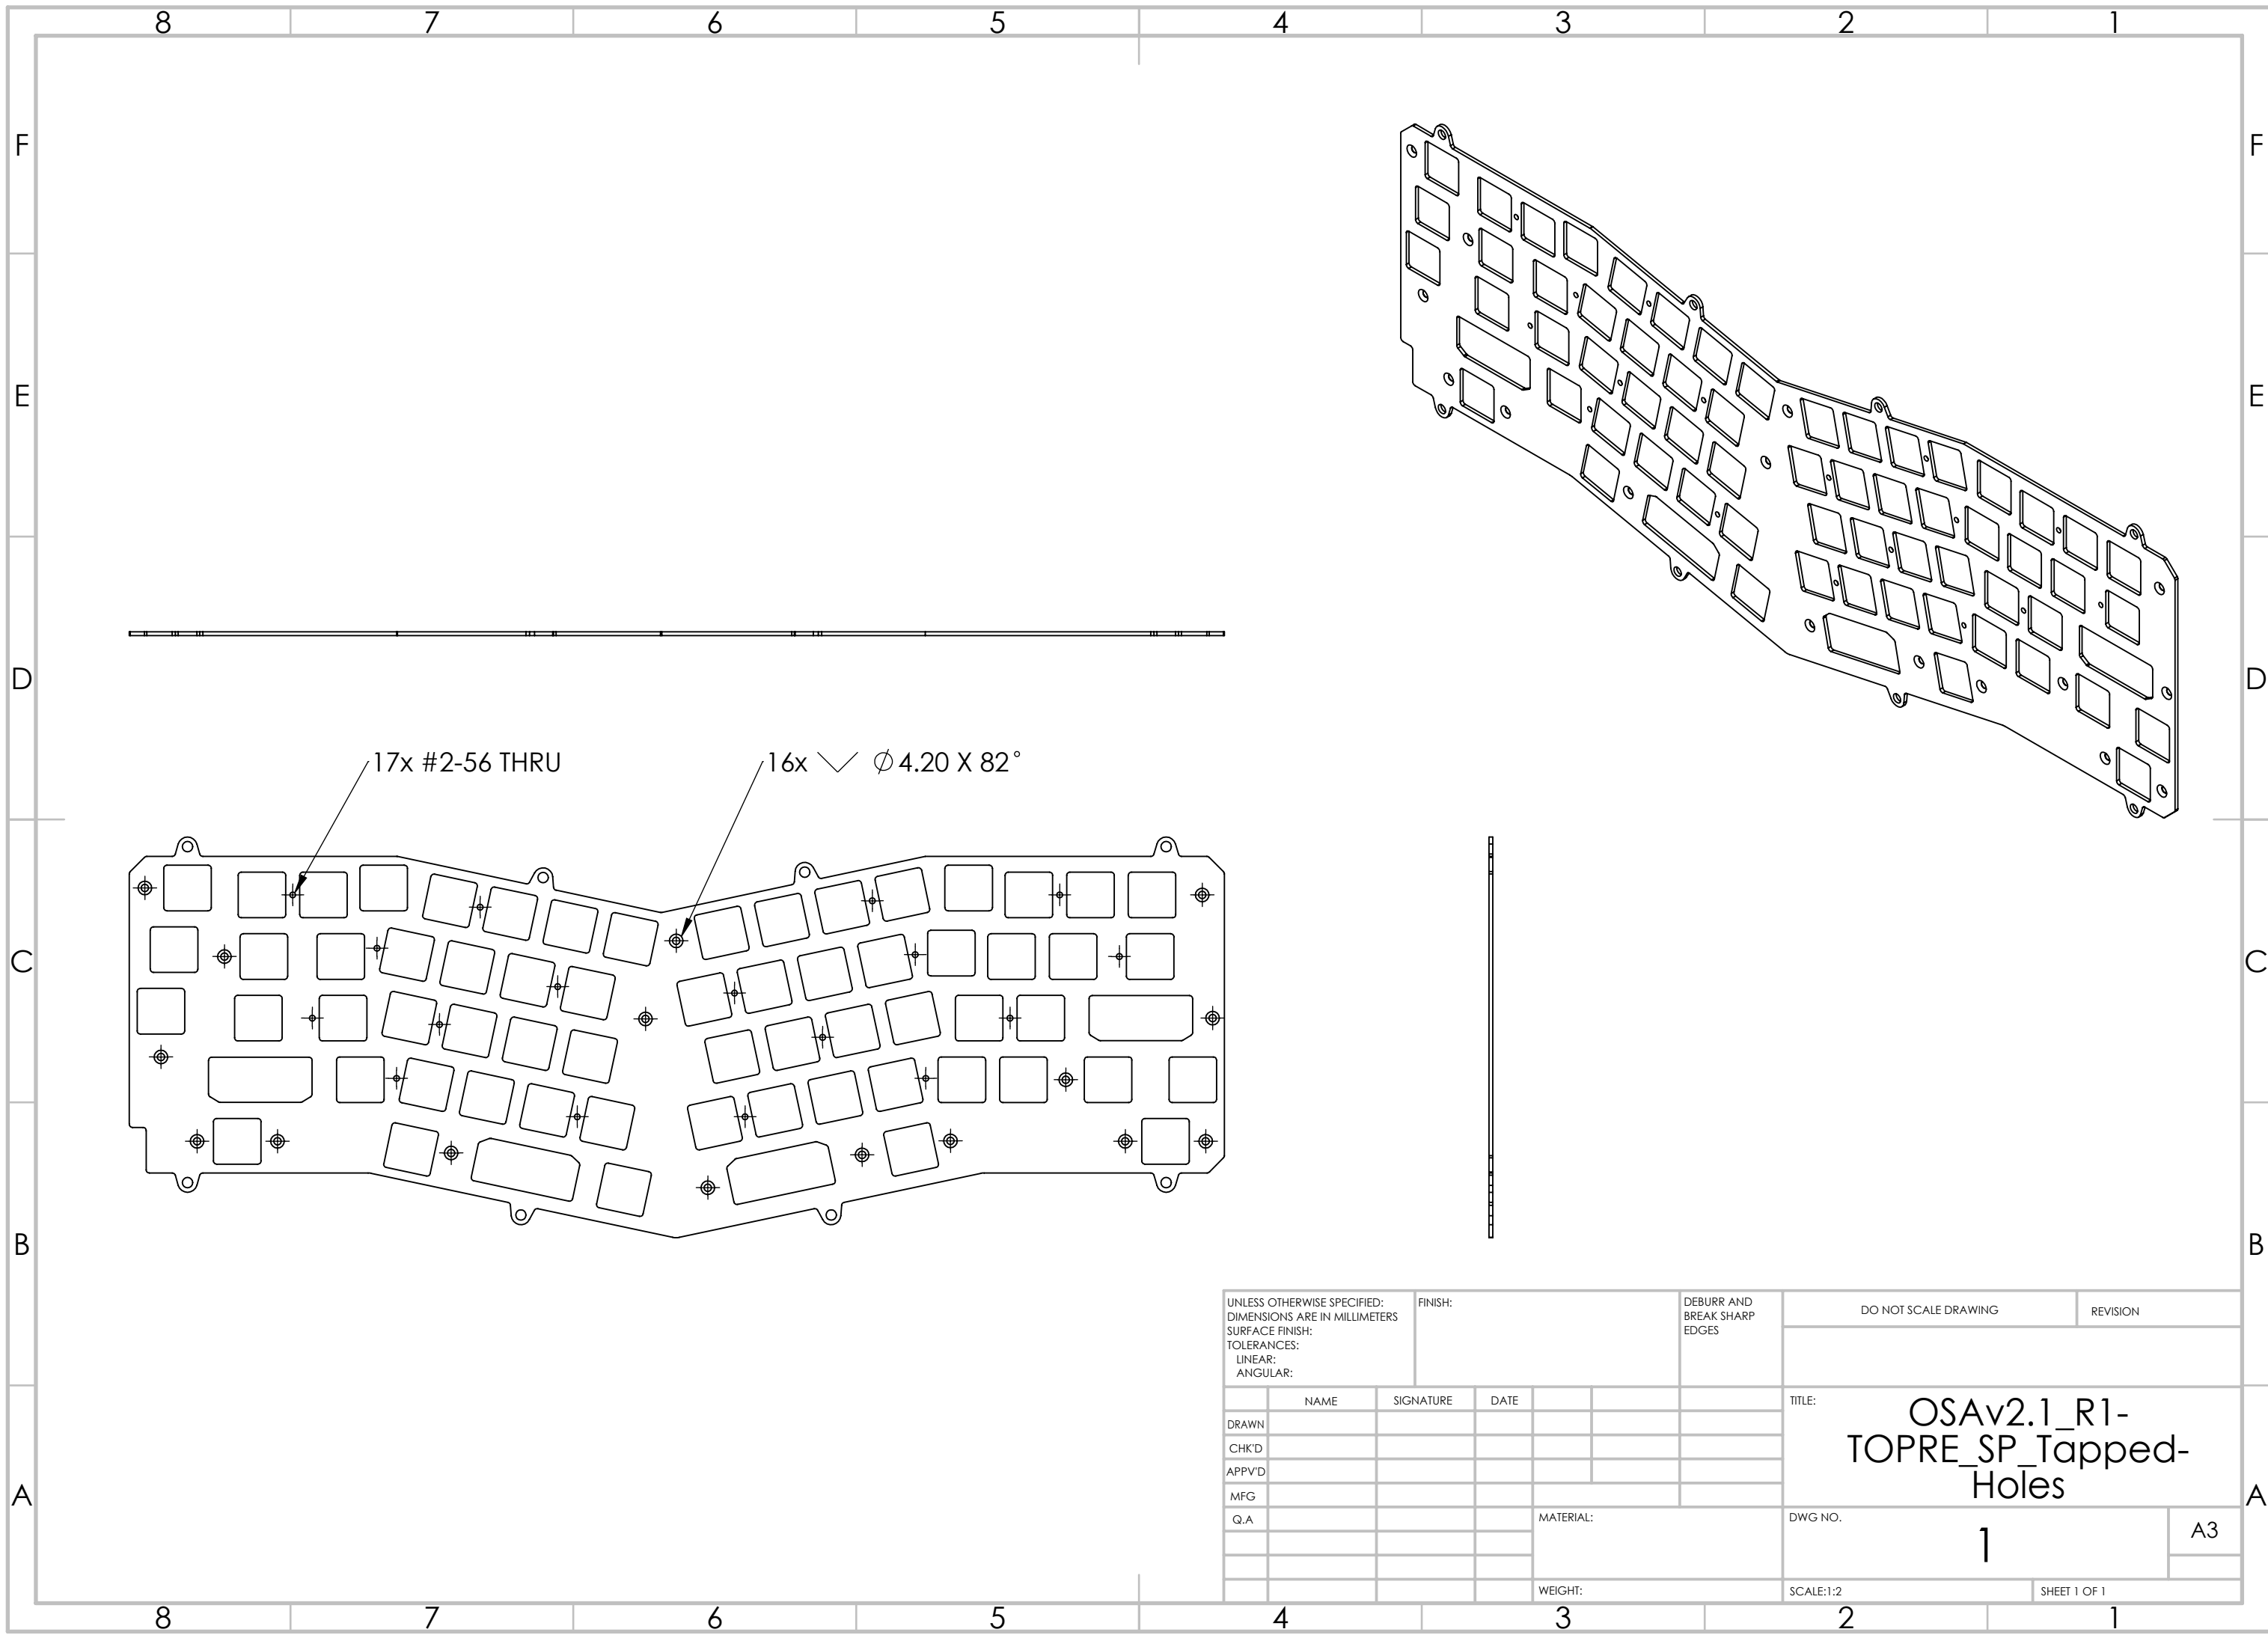 8 7 6 5 4 3 2 1
F F
E E
D D
17x #2-56 THRU
16x ⌵ ⌀ 4.20 X 82°
C C
B B
UNLESS OTHERWISE SPECIFIED:
DIMENSIONS ARE IN MILLIMETERS
SURFACE FINISH:
TOLERANCES:
LINEAR:
ANGULAR:
FINISH:
DEBURR AND
BREAK SHARP
EDGES
DO NOT SCALE DRAWING
REVISION
NAME SIGNATURE DATE
DRAWN
CHK'D
APPV'D
MFG
Q.A
TITLE:
OSAv2.1_R1-
TOPRE_SP_Tapped-
Holes
A A
MATERIAL:
DWG NO.
1
A3
WEIGHT:
SCALE:1:2
SHEET 1 OF 1
8 7 6 5 4 3 2 1